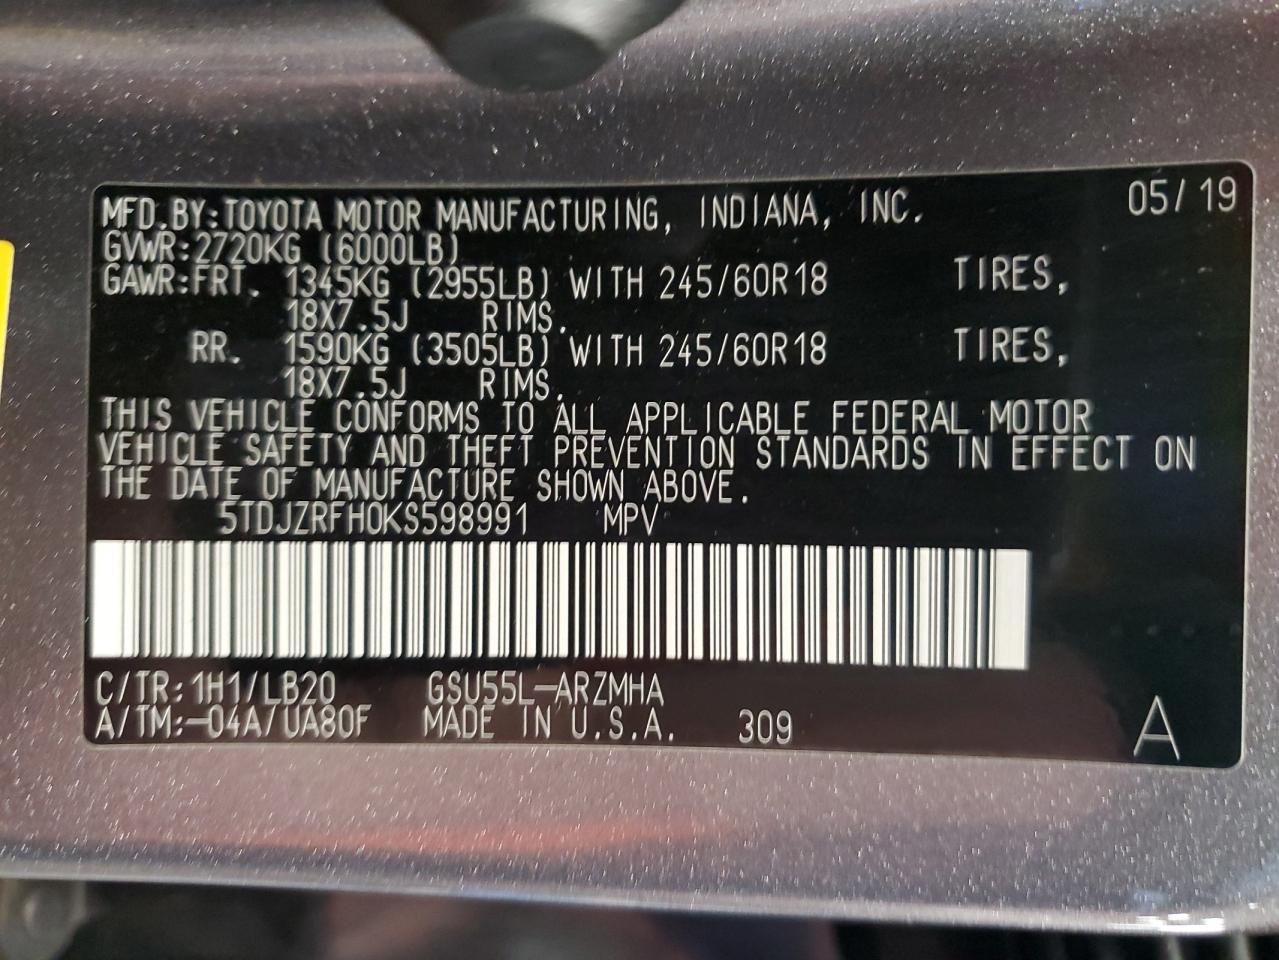 MFD.BY:TOYOTA MOTOR MANUFACTURING, INDIANA, INC. 05/19
GVWR:2720KG (6000LB)
GAWR:FRT. 1345KG (2955LB) WITH 245/60R18 TIRES,
18X7.5J RIMS.
RR. 1590KG (3505LB) WITH 245/60R18 TIRES,
18X7.5J RIMS.
THIS VEHICLE CONFORMS TO ALL APPLICABLE FEDERAL MOTOR
VEHICLE SAFETY AND THEFT PREVENTION STANDARDS IN EFFECT ON
THE DATE OF MANUFACTURE SHOWN ABOVE.
5TDJZRFH0KS598991 MPV
C/TR:1H1/LB20 GSU55L-ARZMHA
A/TM:-04A/UA80F MADE IN U.S.A. 309
A